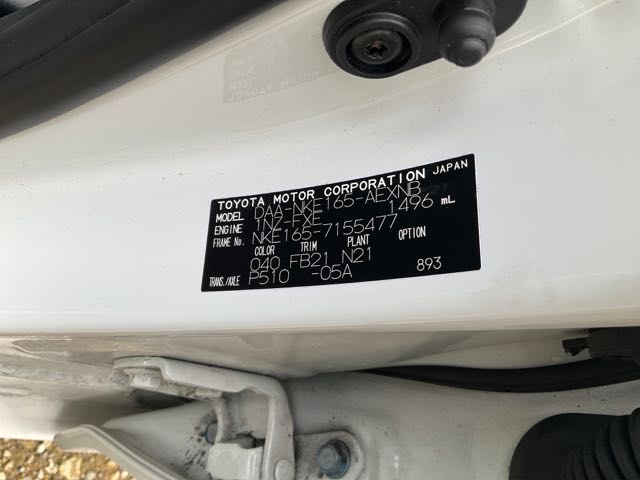 TOYOTA MOTOR CORPORATION JAPAN
MODEL DAA-NKE165-AEXNB
ENGINE 1NZ-FXE 1496 mL
FRAME No. NKE165-7155477
COLOR TRIM PLANT OPTION
040 FB21 N21
TRANS./AXLE P510 -05A 893